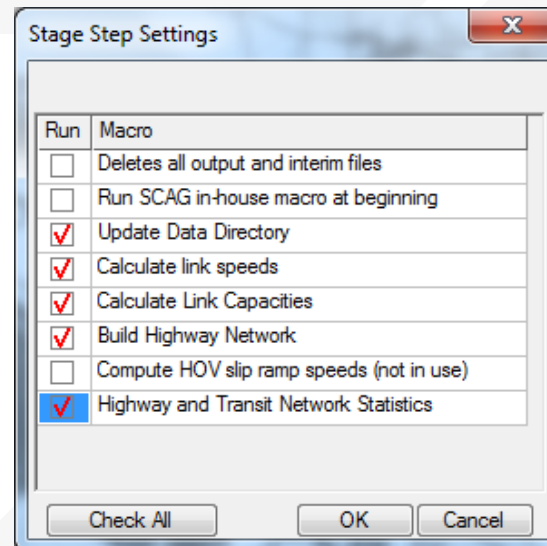 Stage Step Settings
Run Macro
Deletes all output and interim files
Run SCAG in-house macro at beginning
Update Data Directory
Calculate link speeds
Calculate Link Capacities
Build Highway Network
Compute HOV slip ramp speeds (not in use)
Highway and Transit Network Statistics
Check All OK Cancel